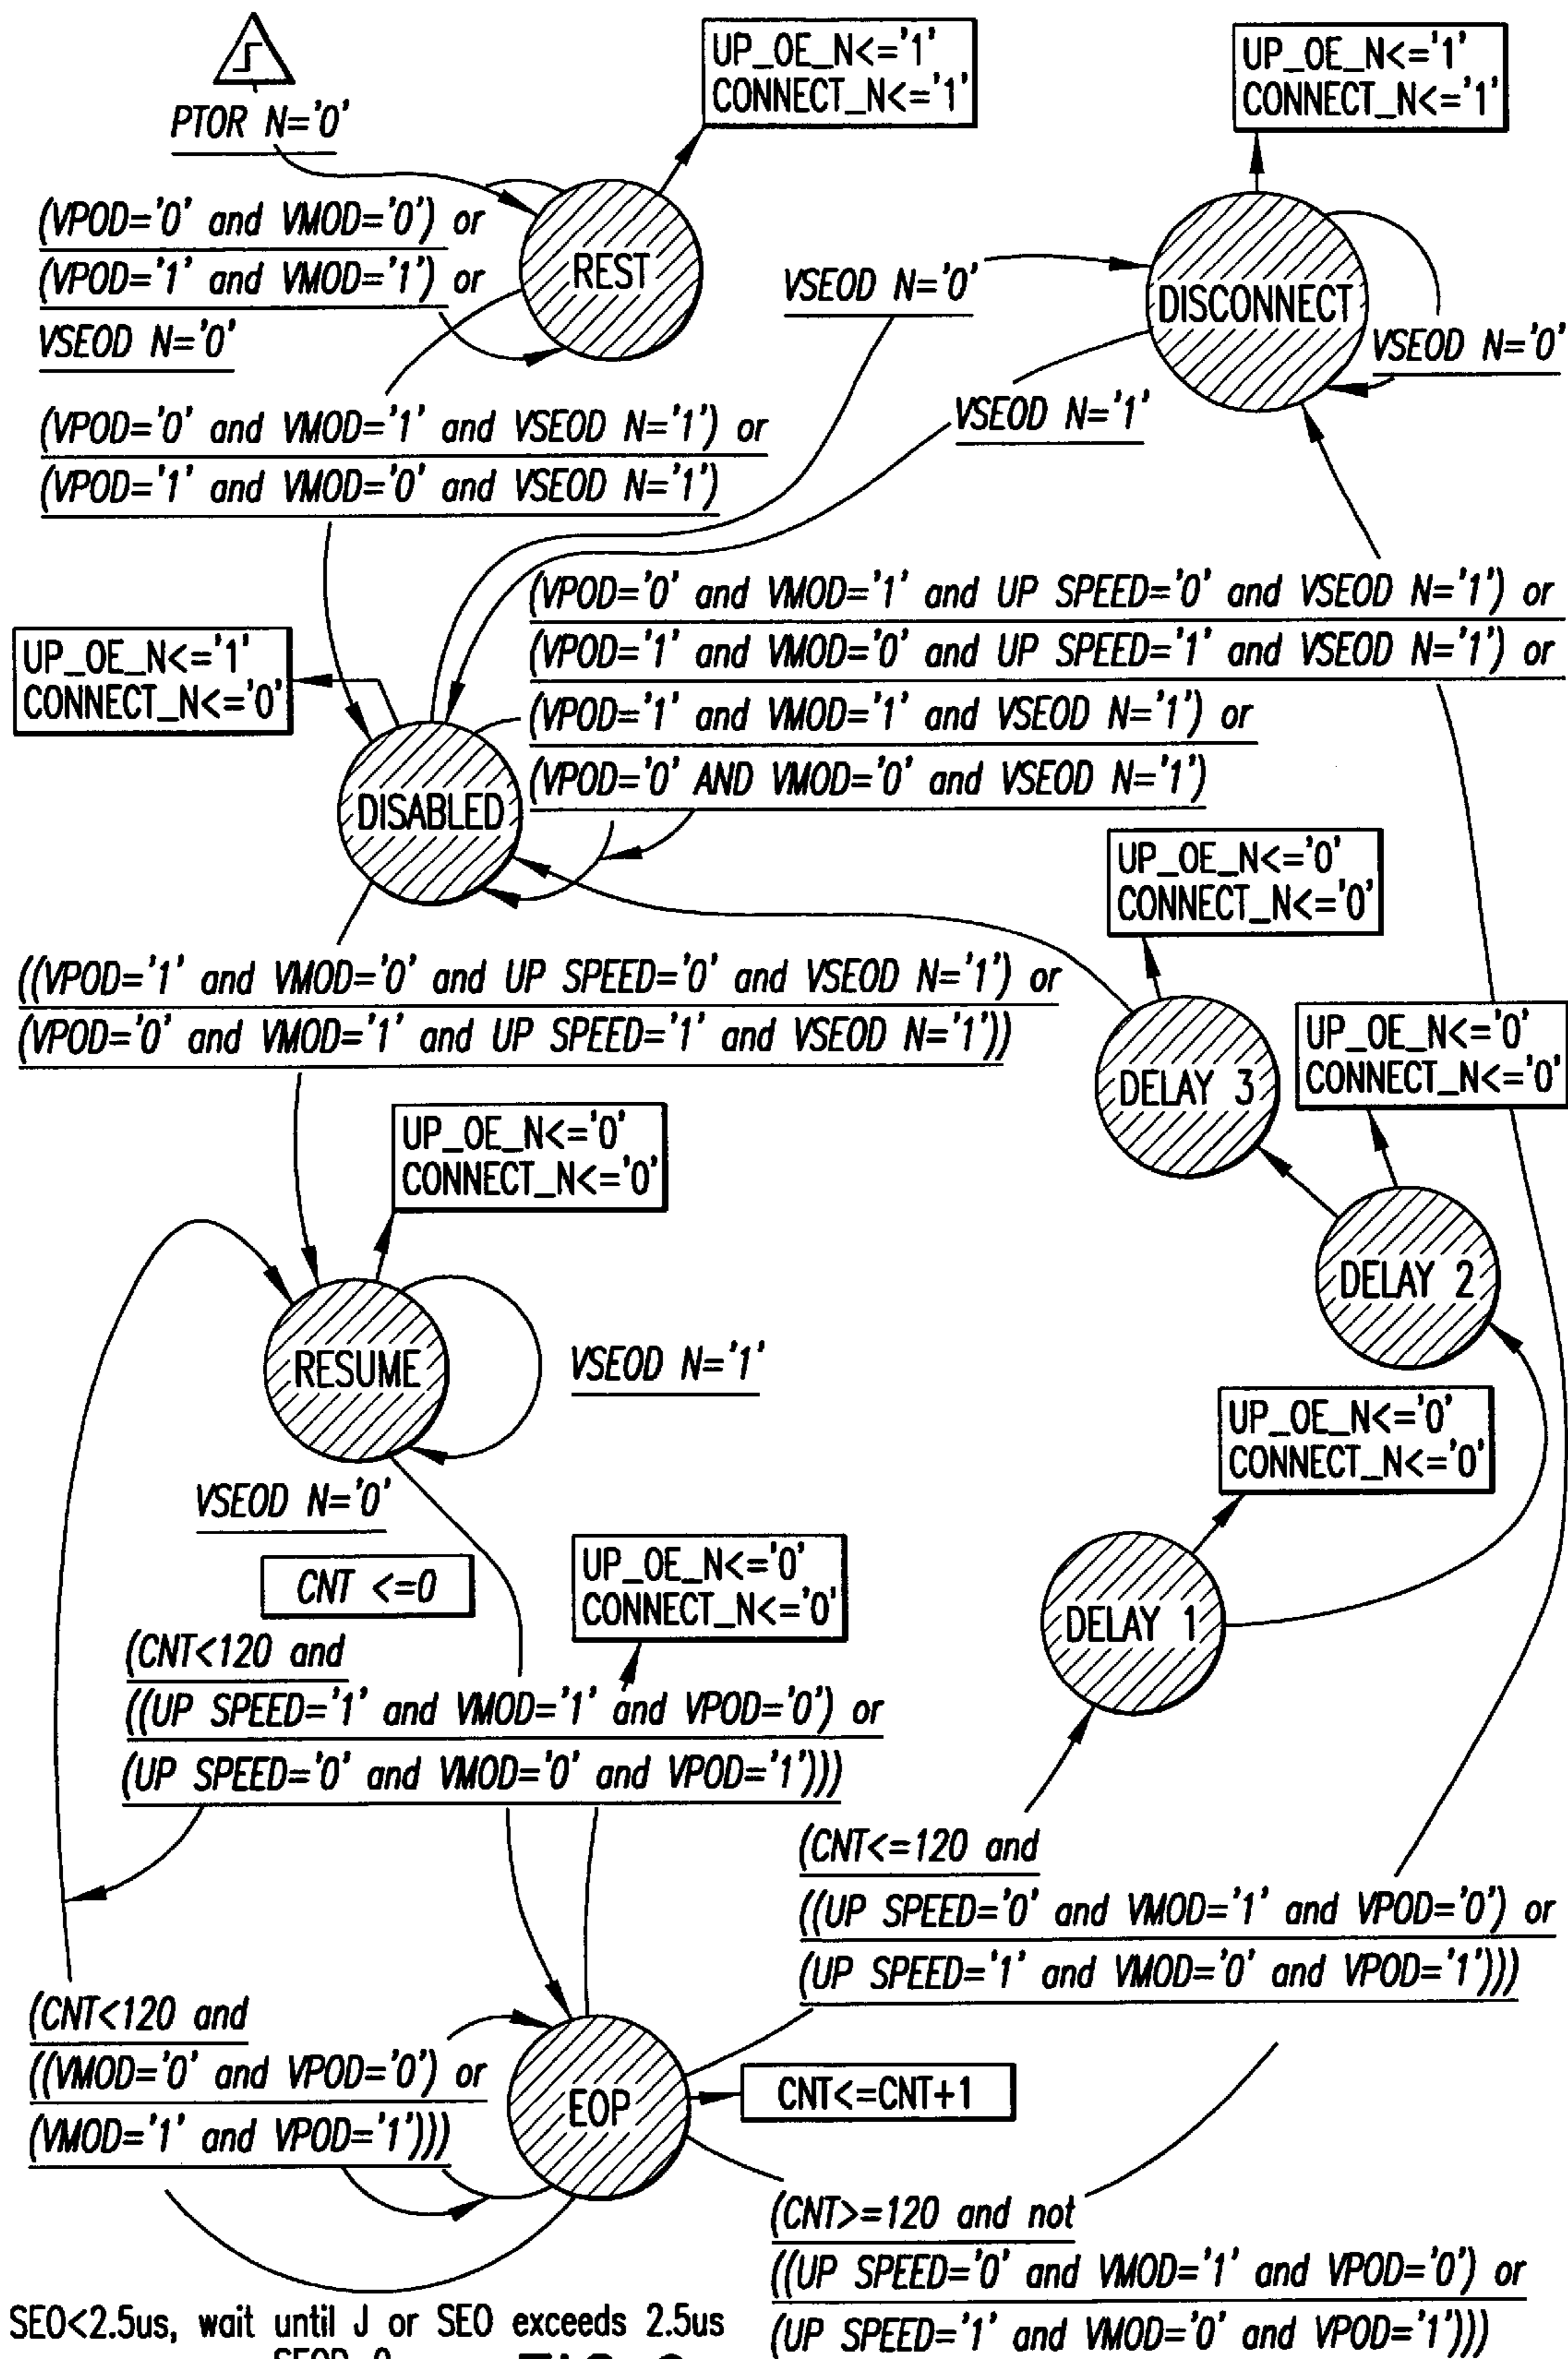 PTOR N='0'
UP_OE_N<='1'
CONNECT_N<='1'
UP_OE_N<='1'
CONNECT_N<='1'
(VPOD='0' and VMOD='0') or
(VPOD='1' and VMOD='1') or
VSEOD N='0'
REST
VSEOD N='0'
DISCONNECT
VSEOD N='0'
VSEOD N='1'
(VPOD='0' and VMOD='1' and VSEOD N='1') or
(VPOD='1' and VMOD='0' and VSEOD N='1')
(VPOD='0' and VMOD='1' and UP SPEED='0' and VSEOD N='1') or
(VPOD='1' and VMOD='0' and UP SPEED='1' and VSEOD N='1') or
(VPOD='1' and VMOD='1' and VSEOD N='1') or
(VPOD='0' AND VMOD='0' and VSEOD N='1')
UP_OE_N<='1'
CONNECT_N<='0'
DISABLED
UP_OE_N<='0'
CONNECT_N<='0'
((VPOD='1' and VMOD='0' and UP SPEED='0' and VSEOD N='1') or
(VPOD='0' and VMOD='1' and UP SPEED='1' and VSEOD N='1'))
DELAY 3
UP_OE_N<='0'
CONNECT_N<='0'
UP_OE_N<='0'
CONNECT_N<='0'
DELAY 2
RESUME
VSEOD N='1'
UP_OE_N<='0'
CONNECT_N<='0'
VSEOD N='0'
CNT <=0
UP_OE_N<='0'
CONNECT_N<='0'
DELAY 1
(CNT<120 and
((UP SPEED='1' and VMOD='1' and VPOD='0') or
(UP SPEED='0' and VMOD='0' and VPOD='1')))
(CNT<=120 and
((UP SPEED='0' and VMOD='1' and VPOD='0') or
(UP SPEED='1' and VMOD='0' and VPOD='1')))
(CNT<120 and
((VMOD='0' and VPOD='0') or
(VMOD='1' and VPOD='1')))
EOP
CNT<=CNT+1
(CNT>=120 and not
((UP SPEED='0' and VMOD='1' and VPOD='0') or
(UP SPEED='1' and VMOD='0' and VPOD='1')))
SEO<2.5us, wait until J or SEO exceeds 2.5us